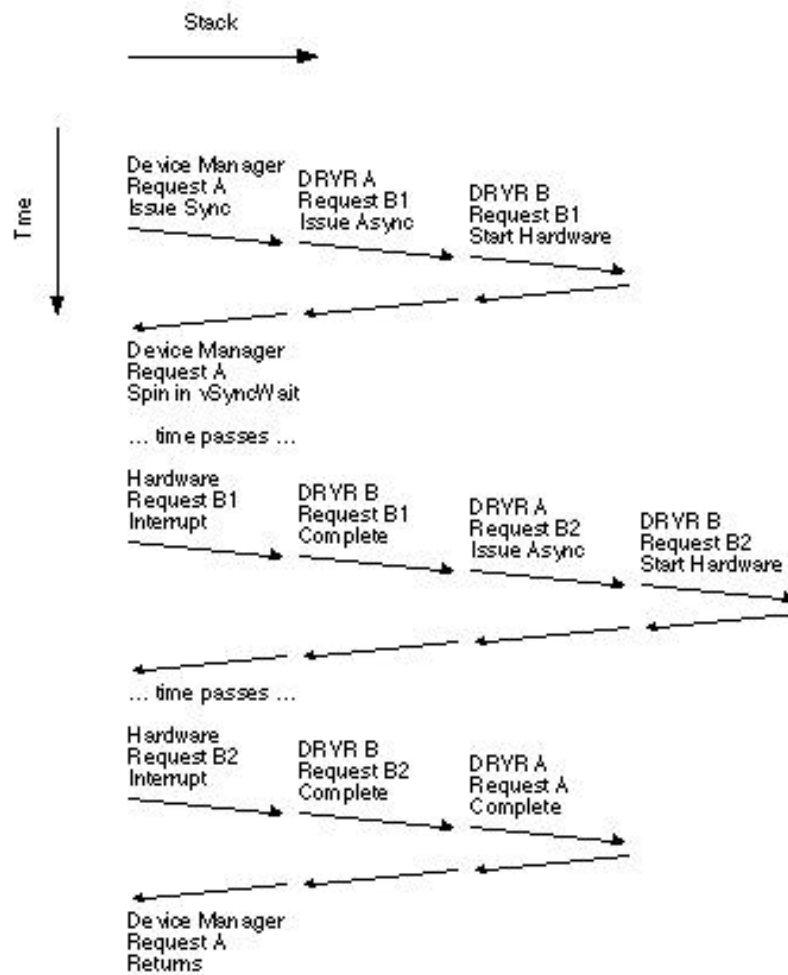 Stack
Time
Device Manager
Request A
Issue Sync
DRVR A
Request B1
Issue Async
DRVR B
Request B1
Start Hardware
Device Manager
Request A
Spin in vSyncWait
... time passes ...
Hardware
Request B1
Interrupt
DRVR B
Request B1
Complete
DRVR A
Request B2
Issue Async
DRVR B
Request B2
Start Hardware
... time passes ...
Hardware
Request B2
Interrupt
DRVR B
Request B2
Complete
DRVR A
Request A
Complete
Device Manager
Request A
Returns